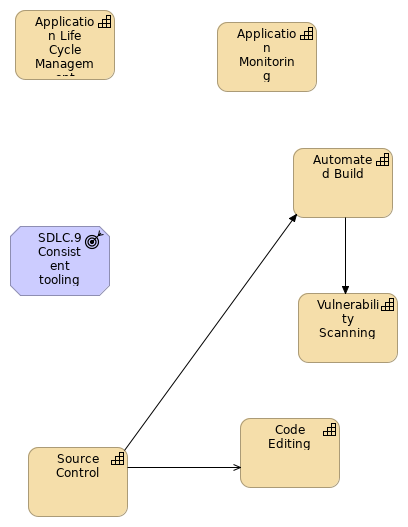 Applicatio
n Life
Cycle
Managem
Applicatio
n
Monitorin
g
Automate
d Build
SDLC.9
Consist
ent
tooling
Vulnerabili
ty
Scanning
Code
Editing
Source
Control